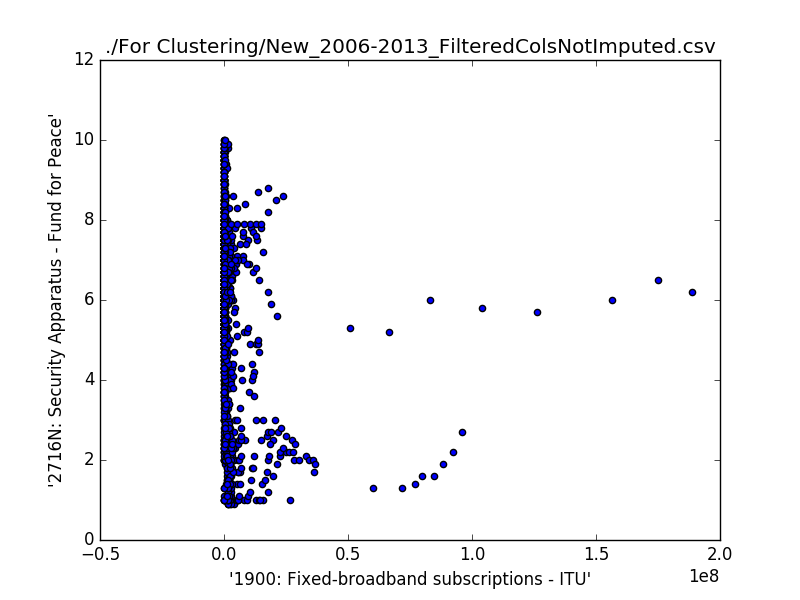 ./For Clustering/New_2006-2013_FilteredColsNotImputed.csv
12
10
8
6
4
2
0
'2716N: Security Apparatus - Fund for Peace'
−0.5 0.0 0.5 1.0 1.5 2.0
1e8
'1900: Fixed-broadband subscriptions - ITU'